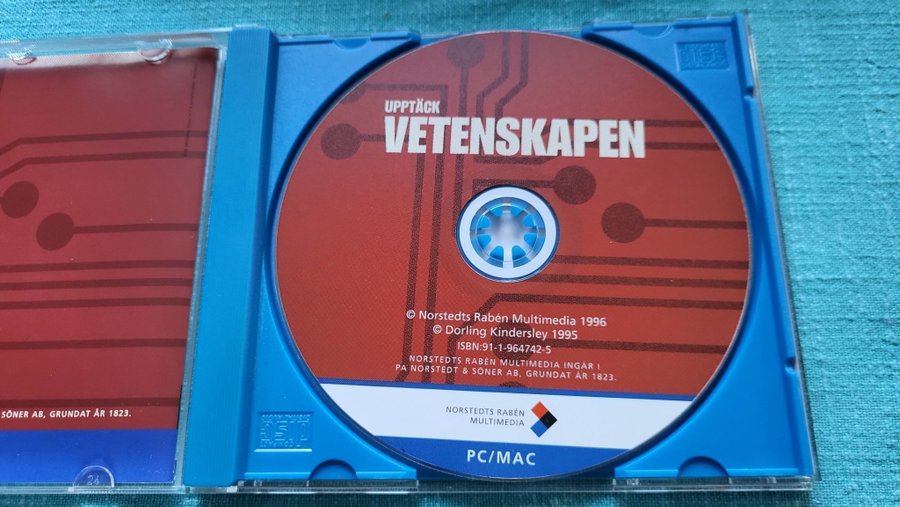 UPPTÄCK
VETENSKAPEN
© Norstedts Rabén Multimedia 1996
© Dorling Kindersley 1995
ISBN:91-1-964742-5
NORSTEDTS RABÉN MULTIMEDIA INGÅR I
PA NORSTEDT & SÖNER AB, GRUNDAT ÅR 1823.
SÖNER AB, GRUNDAT ÅR 1823.
NORSTEDTS RABÉN
MULTIMEDIA
PC/MAC
24